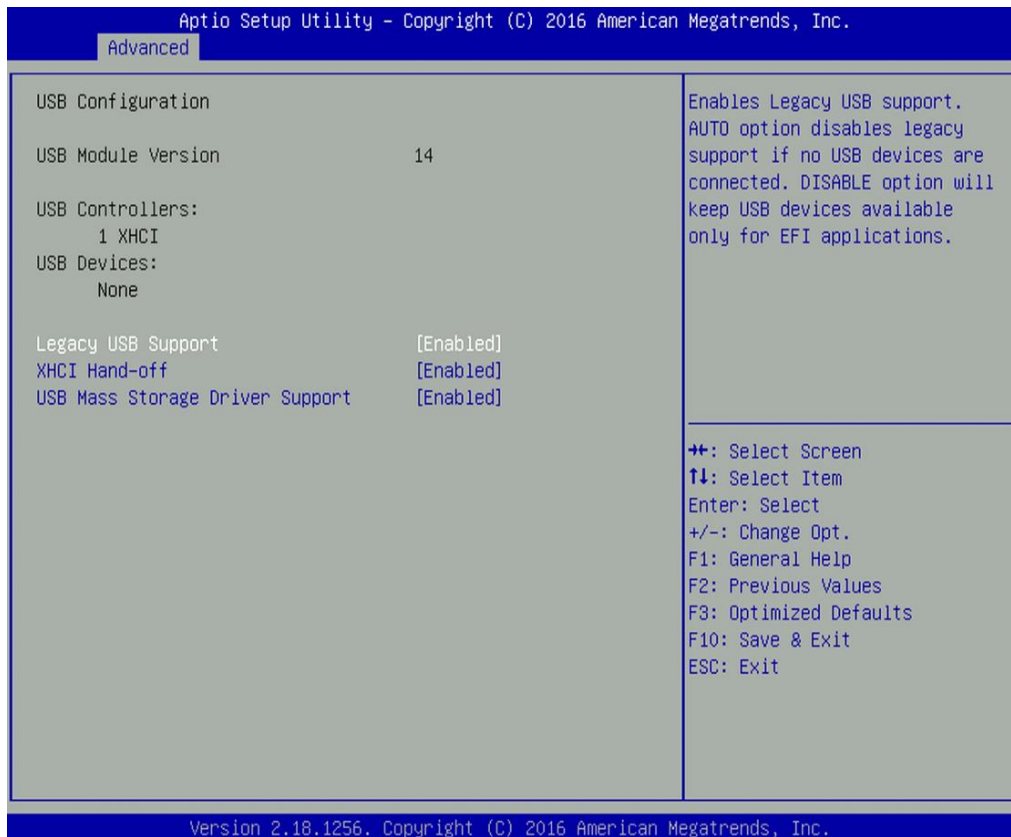 Aptio Setup Utility - Copyright (C) 2016 American Megatrends, Inc.
Advanced
USB Configuration
USB Module Version 14
USB Controllers:
1 XHCI
USB Devices:
None
Legacy USB Support [Enabled]
XHCI Hand-off [Enabled]
USB Mass Storage Driver Support [Enabled]
Enables Legacy USB support.
AUTO option disables legacy
support if no USB devices are
connected. DISABLE option will
keep USB devices available
only for EFI applications.
→←: Select Screen
↑↓: Select Item
Enter: Select
+/-: Change Opt.
F1: General Help
F2: Previous Values
F3: Optimized Defaults
F10: Save & Exit
ESC: Exit
Version 2.18.1256. Copyright (C) 2016 American Megatrends, Inc.